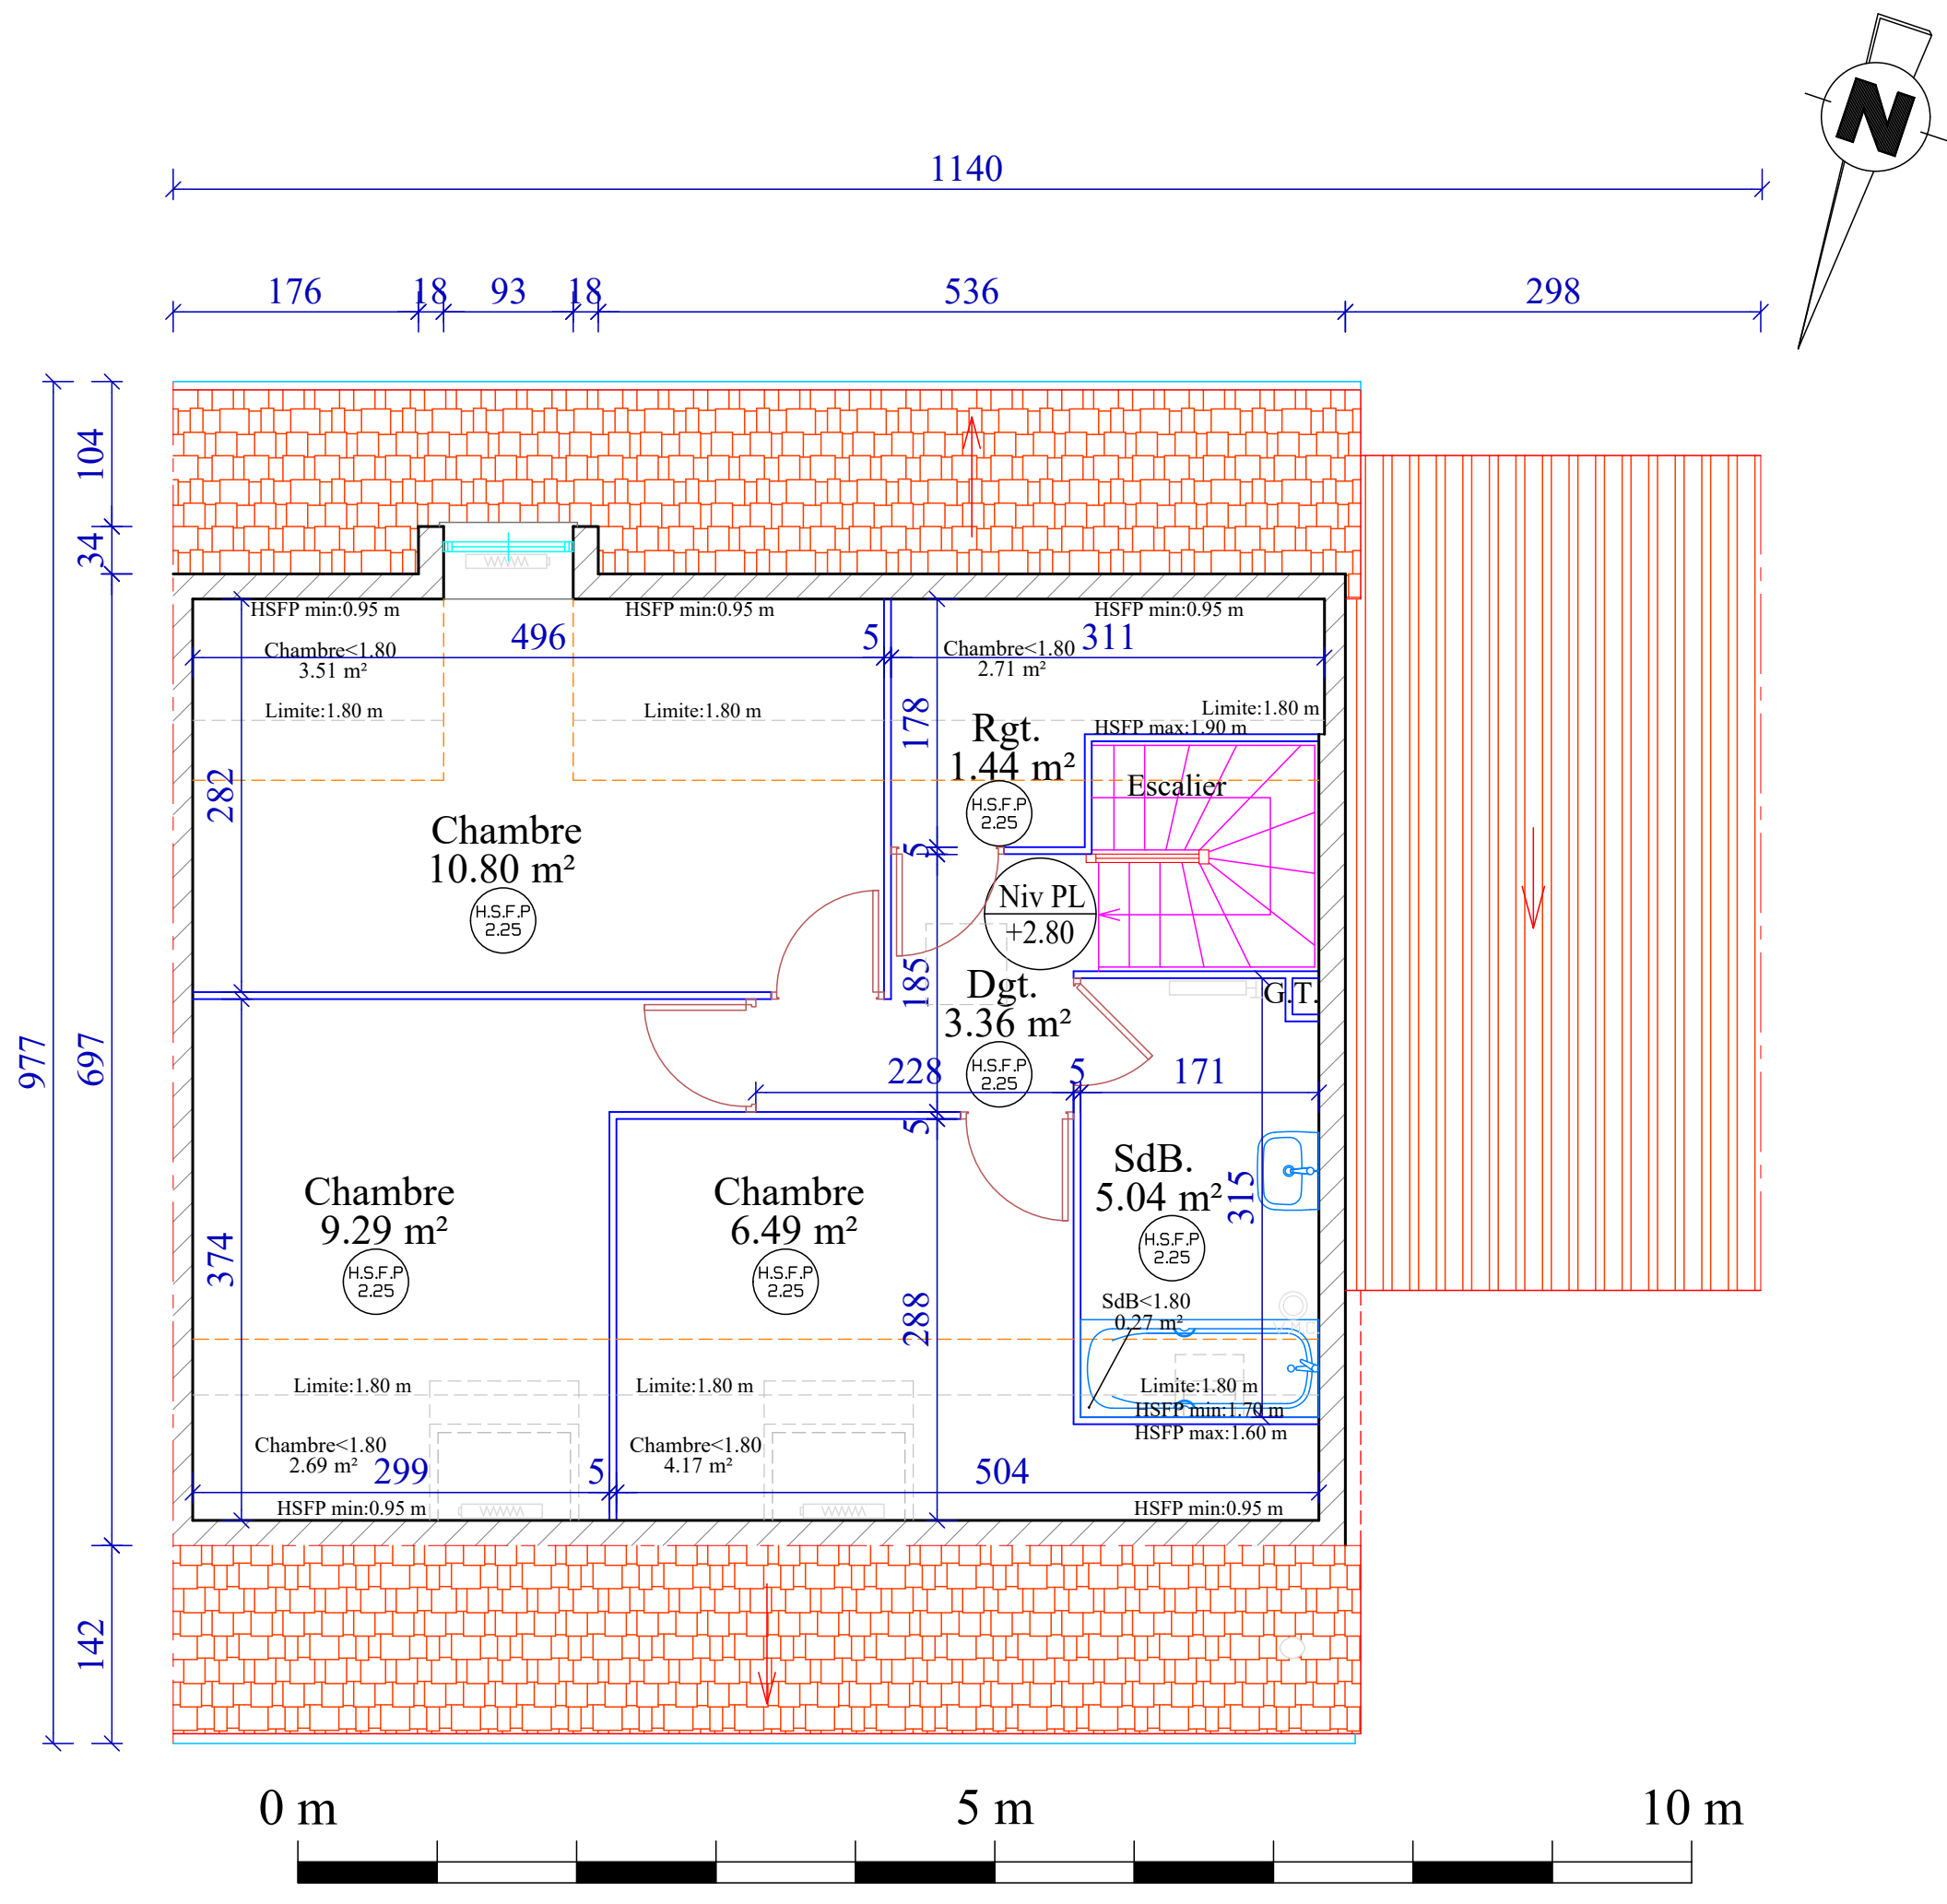 N
1140
176
18
93
18
536
298
104
34
977
697
142
HSFP min:0.95 m
HSFP min:0.95 m
HSFP min:0.95 m
496
5
311
Chambre<1.80
3.51 m²
Chambre<1.80
2.71 m²
Limite:1.80 m
Limite:1.80 m
Limite:1.80 m
HSFP max:1.90 m
178
Rgt.
1.44 m²
H.S.F.P
2.25
Escalier
282
Chambre
10.80 m²
H.S.F.P
2.25
5
Niv PL
+2.80
185
Dgt.
3.36 m²
H.S.F.P
2.25
G.T.
228
5
171
5
Chambre
9.29 m²
H.S.F.P
2.25
Chambre
6.49 m²
H.S.F.P
2.25
SdB.
5.04 m²
H.S.F.P
2.25
315
374
288
SdB<1.80
0.27 m²
VMC
Limite:1.80 m
Limite:1.80 m
Limite:1.80 m
HSFP min:1.70 m
HSFP max:1.60 m
Chambre<1.80
2.69 m²
Chambre<1.80
4.17 m²
299
5
504
HSFP min:0.95 m
HSFP min:0.95 m
0 m
5 m
10 m